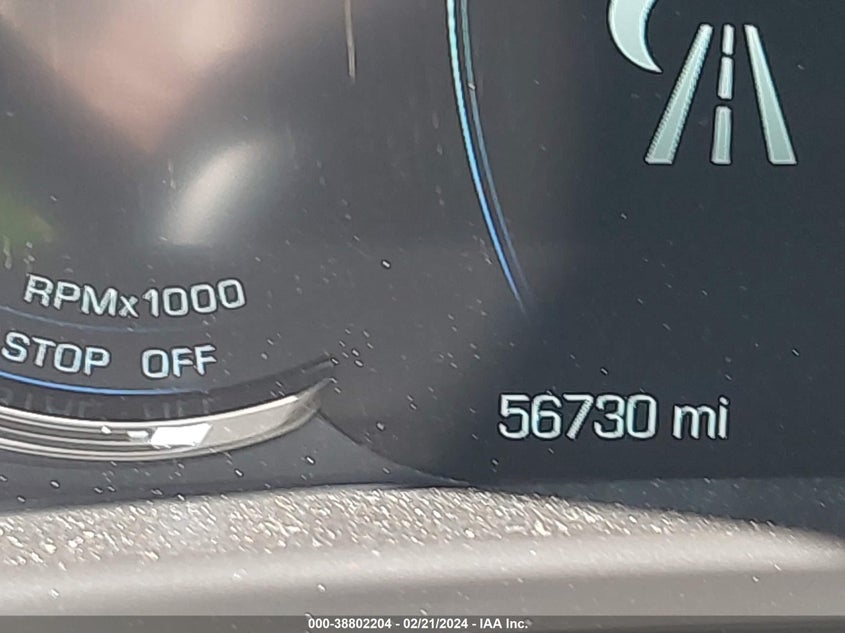 RPMx1000
STOP OFF
56730 mi
000-38802204 - 02/21/2024 - IAA Inc.